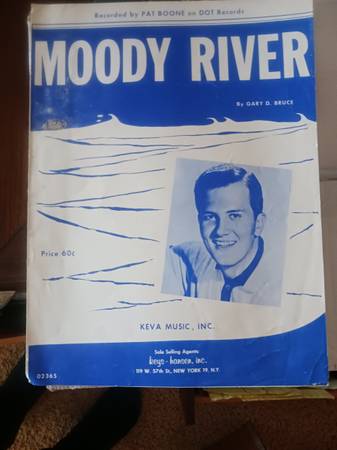 Recorded by PAT BOONE on DOT Records
MOODY RIVER
By GARY D. BRUCE
Price 60c
KEVA MUSIC, INC.
Sole Selling Agents:
keys-hansen, inc.
119 W. 57th St., NEW YORK 19, N.Y.
02365